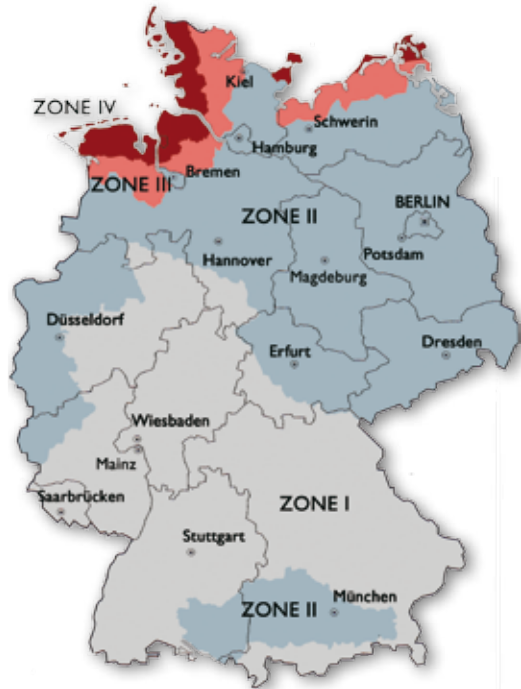 Kiel
ZONE IV
Schwerin
Hamburg
Bremen
ZONE III
ZONE II
BERLIN
Potsdam
Hannover
Magdeburg
Düsseldorf
Erfurt
Dresden
Wiesbaden
Mainz
Saarbrücken
ZONE I
Stuttgart
ZONE II
München